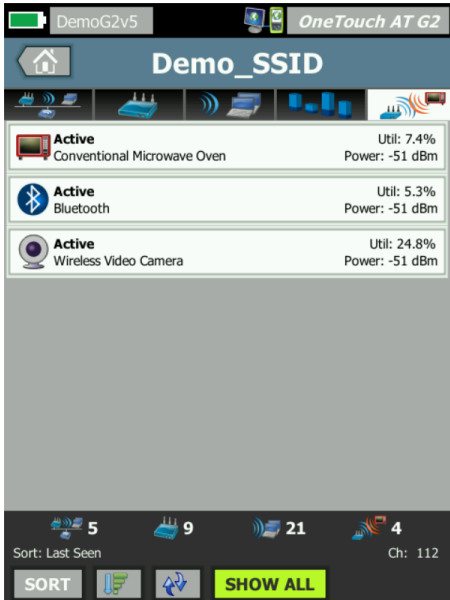 DemoG2v5 OneTouch AT G2
Demo_SSID
Active Util: 7.4%
Conventional Microwave Oven Power: -51 dBm
Active Util: 5.3%
Bluetooth Power: -51 dBm
Active Util: 24.8%
Wireless Video Camera Power: -51 dBm
5 9 21 4
Sort: Last Seen Ch: 112
SORT SHOW ALL